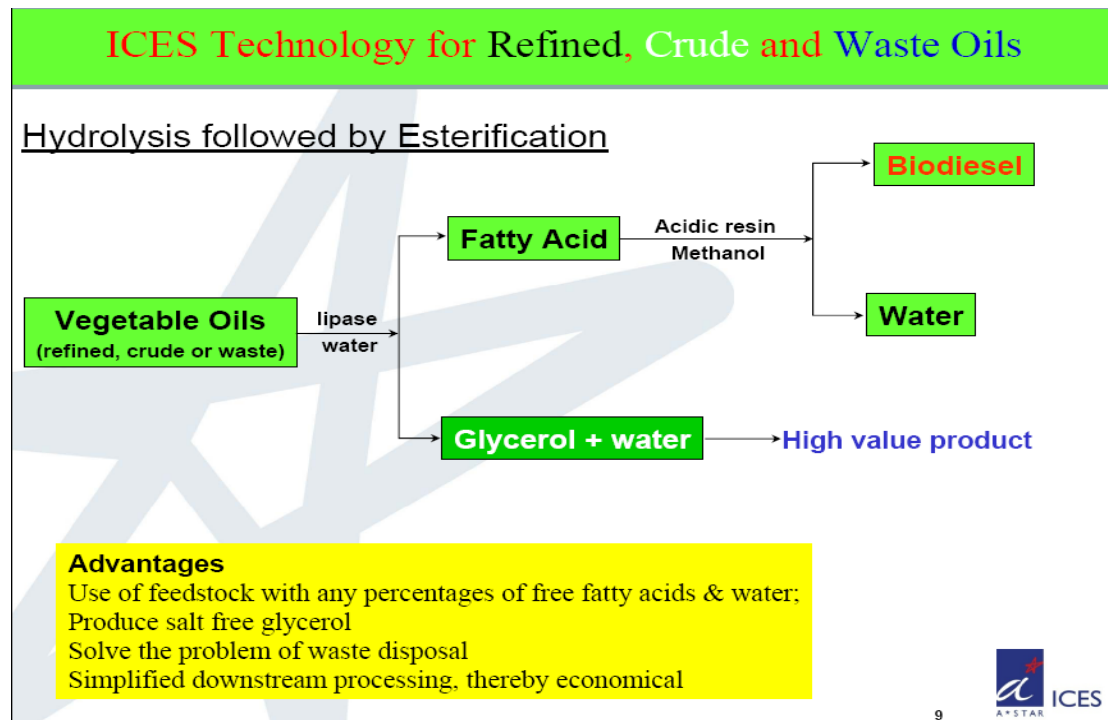 ICES Technology for Refined, Crude and Waste Oils
Hydrolysis followed by Esterification
Biodiesel
Fatty Acid
Acidic resin
Methanol
Vegetable Oils
(refined, crude or waste)
lipase
water
Water
Glycerol + water
High value product
Advantages
Use of feedstock with any percentages of free fatty acids & water;
Produce salt free glycerol
Solve the problem of waste disposal
Simplified downstream processing, thereby economical
9
A★STAR
ICES